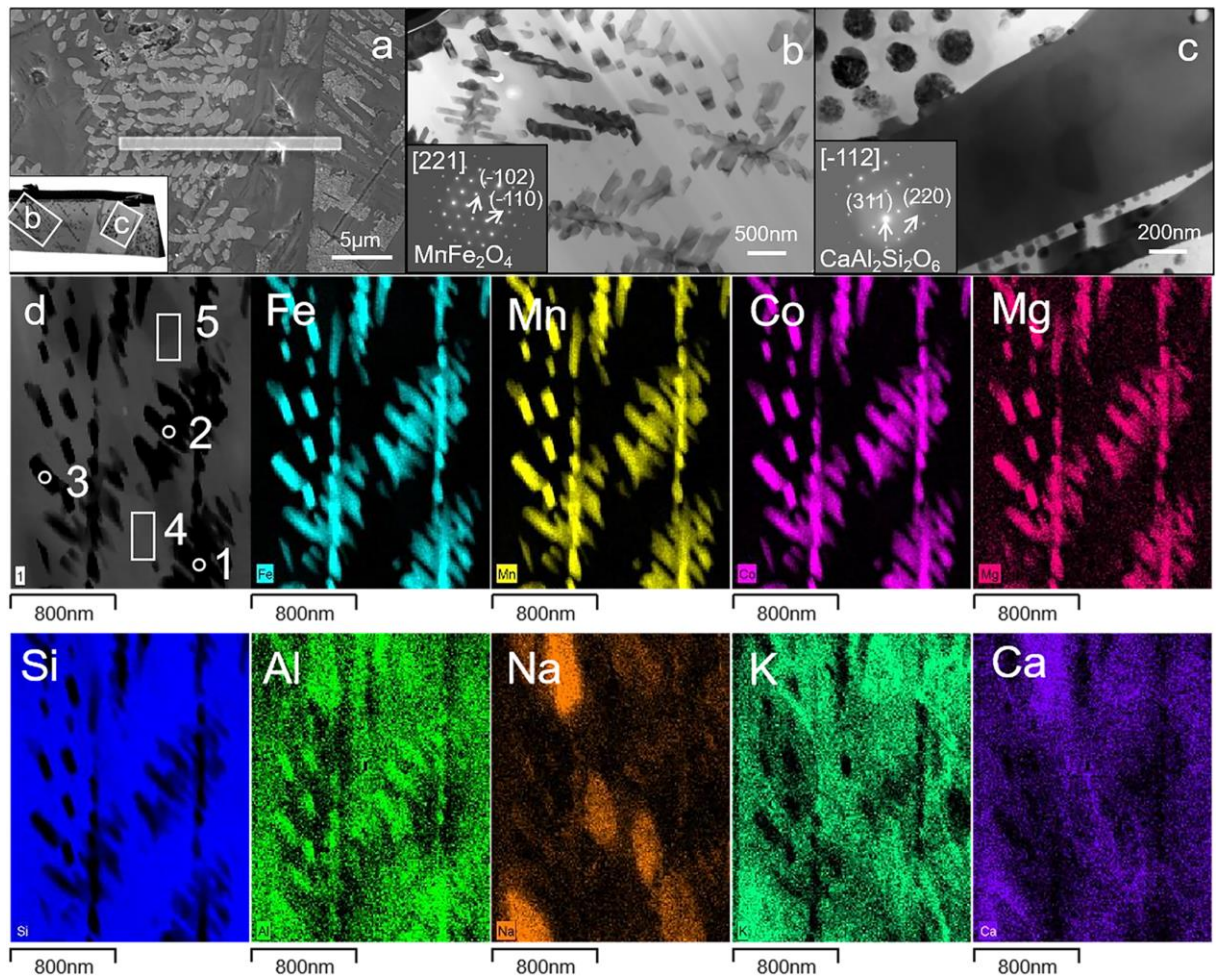 a
b
c
5μm
b
c
[221]
(-102)
(-110)
MnFe₂O₄
500nm
[-112]
(311)
(220)
CaAl₂Si₂O₆
200nm
d
5
2
3
4
1
1
800nm
Fe
Fe
800nm
Mn
Mn
800nm
Co
Co
800nm
Mg
Mg
800nm
Si
Si
800nm
Al
Al
800nm
Na
Na
800nm
K
K
800nm
Ca
Ca
800nm